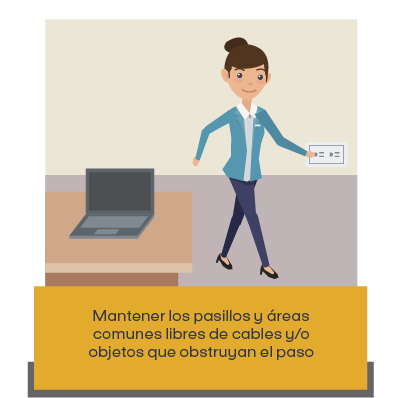 Mantener los pasillos y áreas
comunes libres de cables y/o
objetos que obstruyan el paso